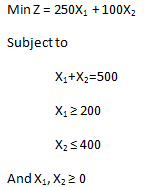 Min Z = 250X₁ +100X₂
Subject to
X₁+X₂=500
X₁ ≥ 200
X₂ ≤ 400
And X₁, X₂ ≥ 0